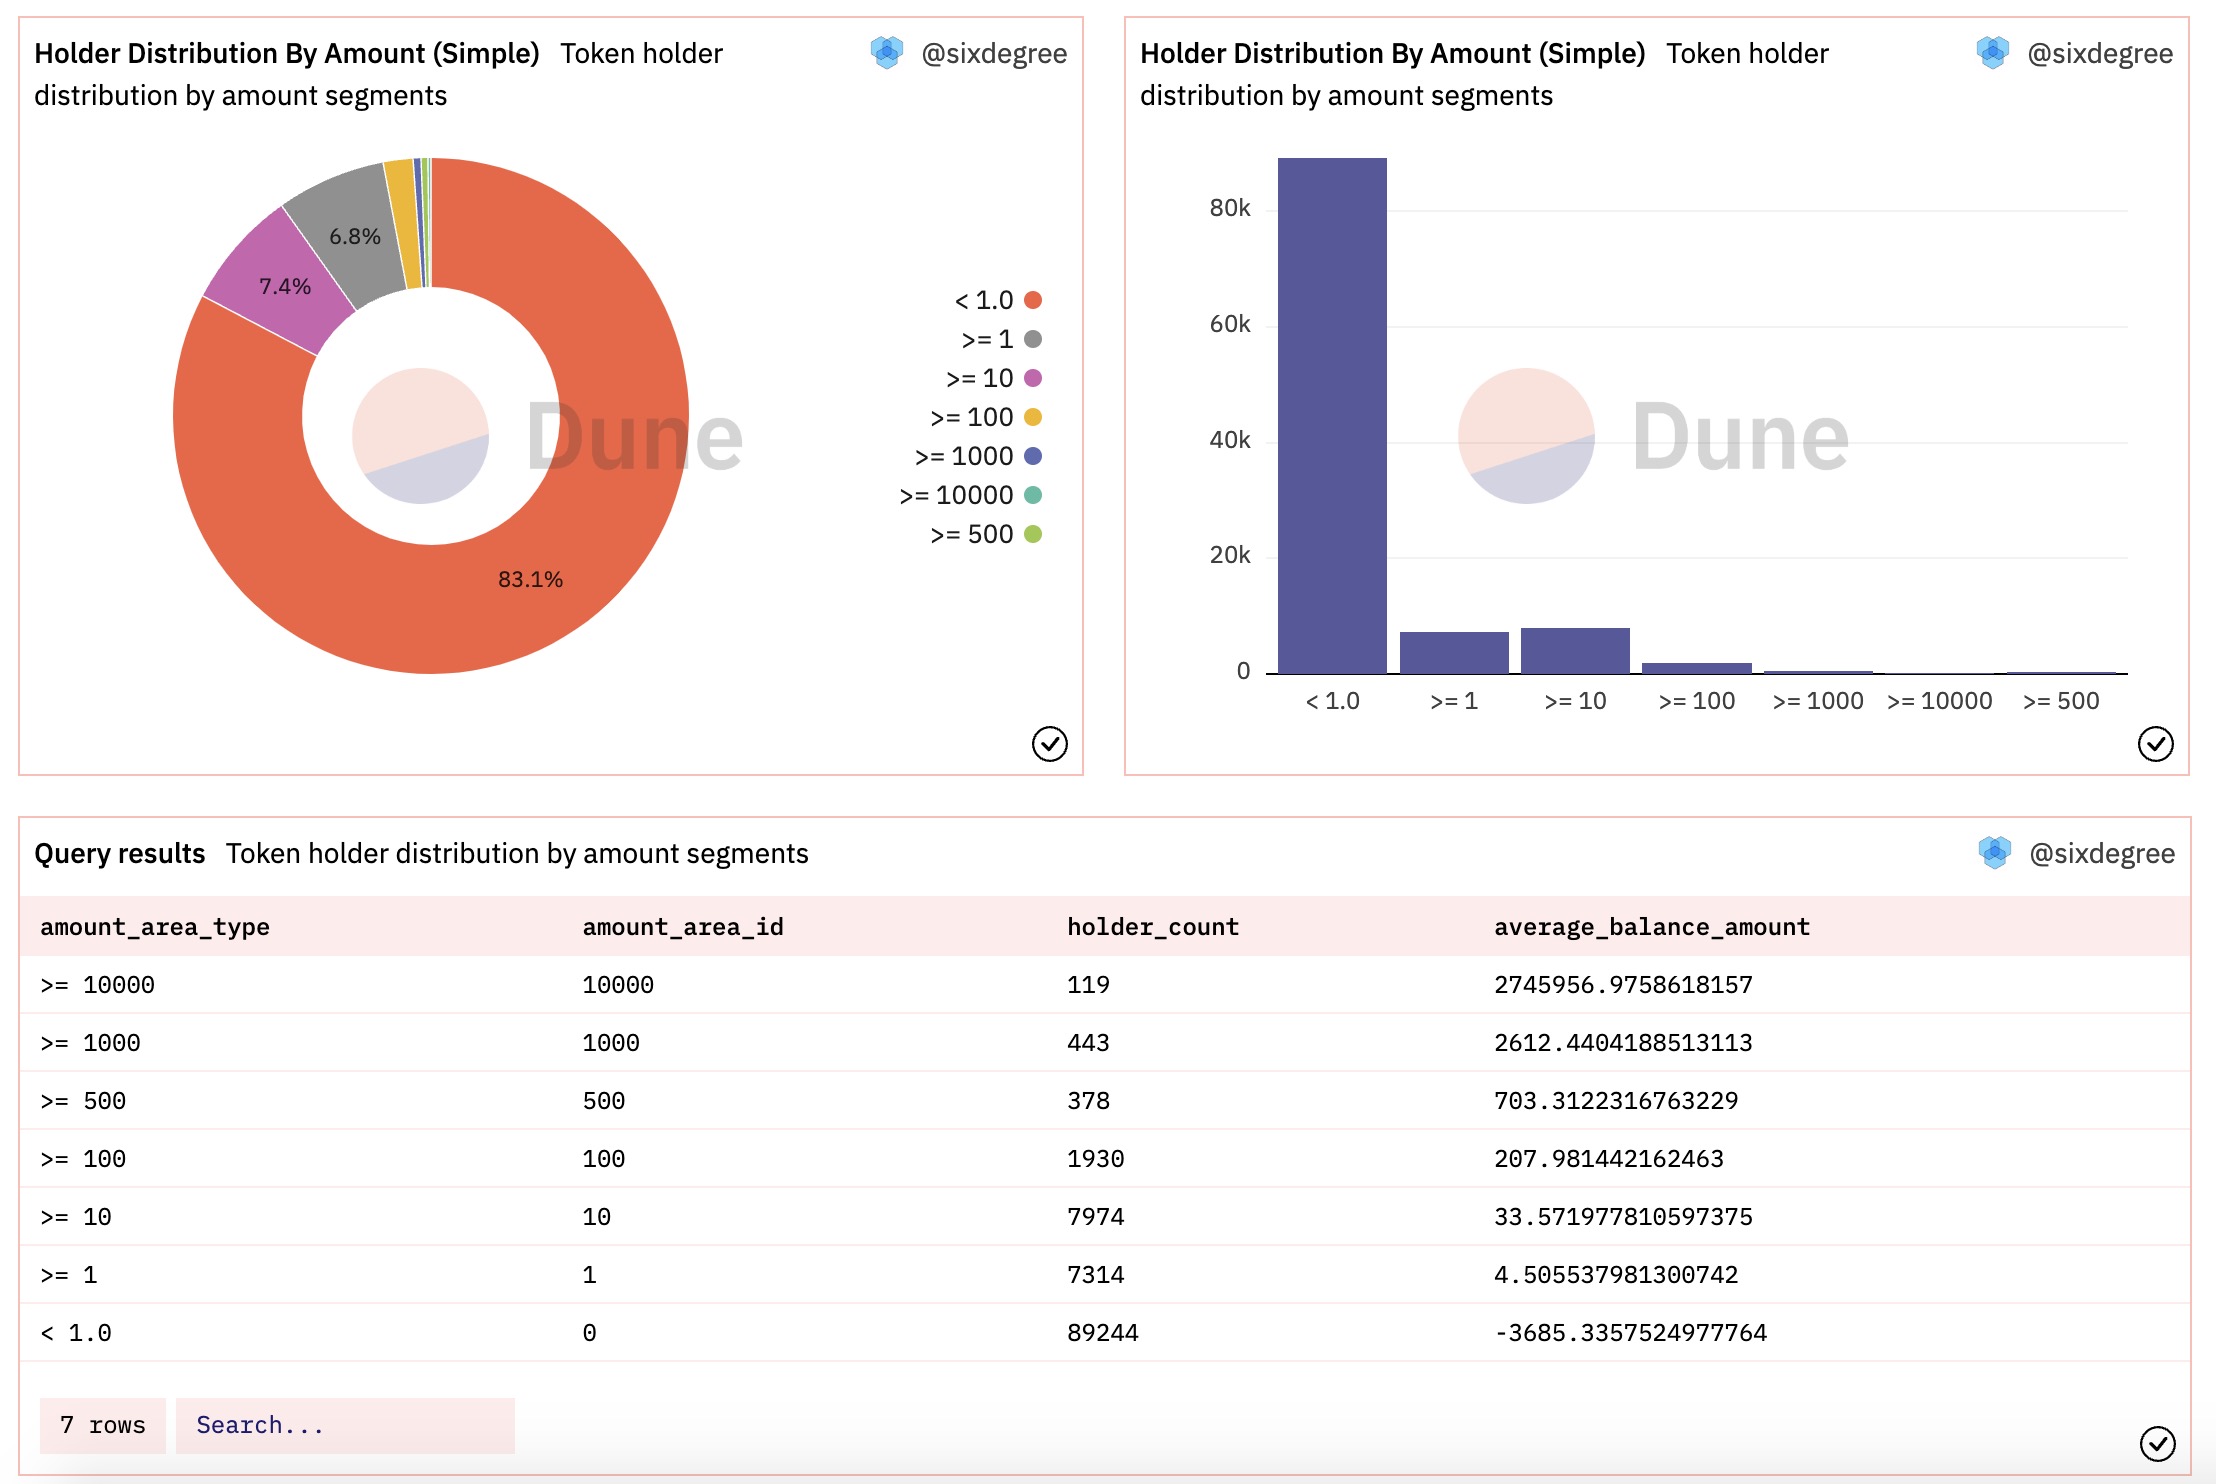 Holder Distribution By Amount (Simple) Token holder
distribution by amount segments
@sixdegree
6.8%
7.4%
83.1%
Dune
< 1.0
>= 1
>= 10
>= 100
>= 1000
>= 10000
>= 500
Holder Distribution By Amount (Simple) Token holder
distribution by amount segments
@sixdegree
80k
60k
40k
20k
0
Dune
< 1.0 >= 1 >= 10 >= 100 >= 1000 >= 10000 >= 500
Query results Token holder distribution by amount segments
@sixdegree
amount_area_type amount_area_id holder_count average_balance_amount
>= 10000 10000 119 2745956.9758618157
>= 1000 1000 443 2612.4404188513113
>= 500 500 378 703.3122316763229
>= 100 100 1930 207.981442162463
>= 10 10 7974 33.571977810597375
>= 1 1 7314 4.505537981300742
< 1.0 0 89244 -3685.3357524977764
7 rows Search...